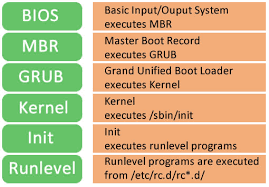 BIOS
Basic Input/Ouput System
executes MBR
MBR
Master Boot Record
executes GRUB
GRUB
Grand Unified Boot Loader
executes Kernel
Kernel
Kernel
executes /sbin/init
Init
Init
executes runlevel programs
Runlevel
Runlevel programs are executed
from /etc/rc.d/rc*.d/